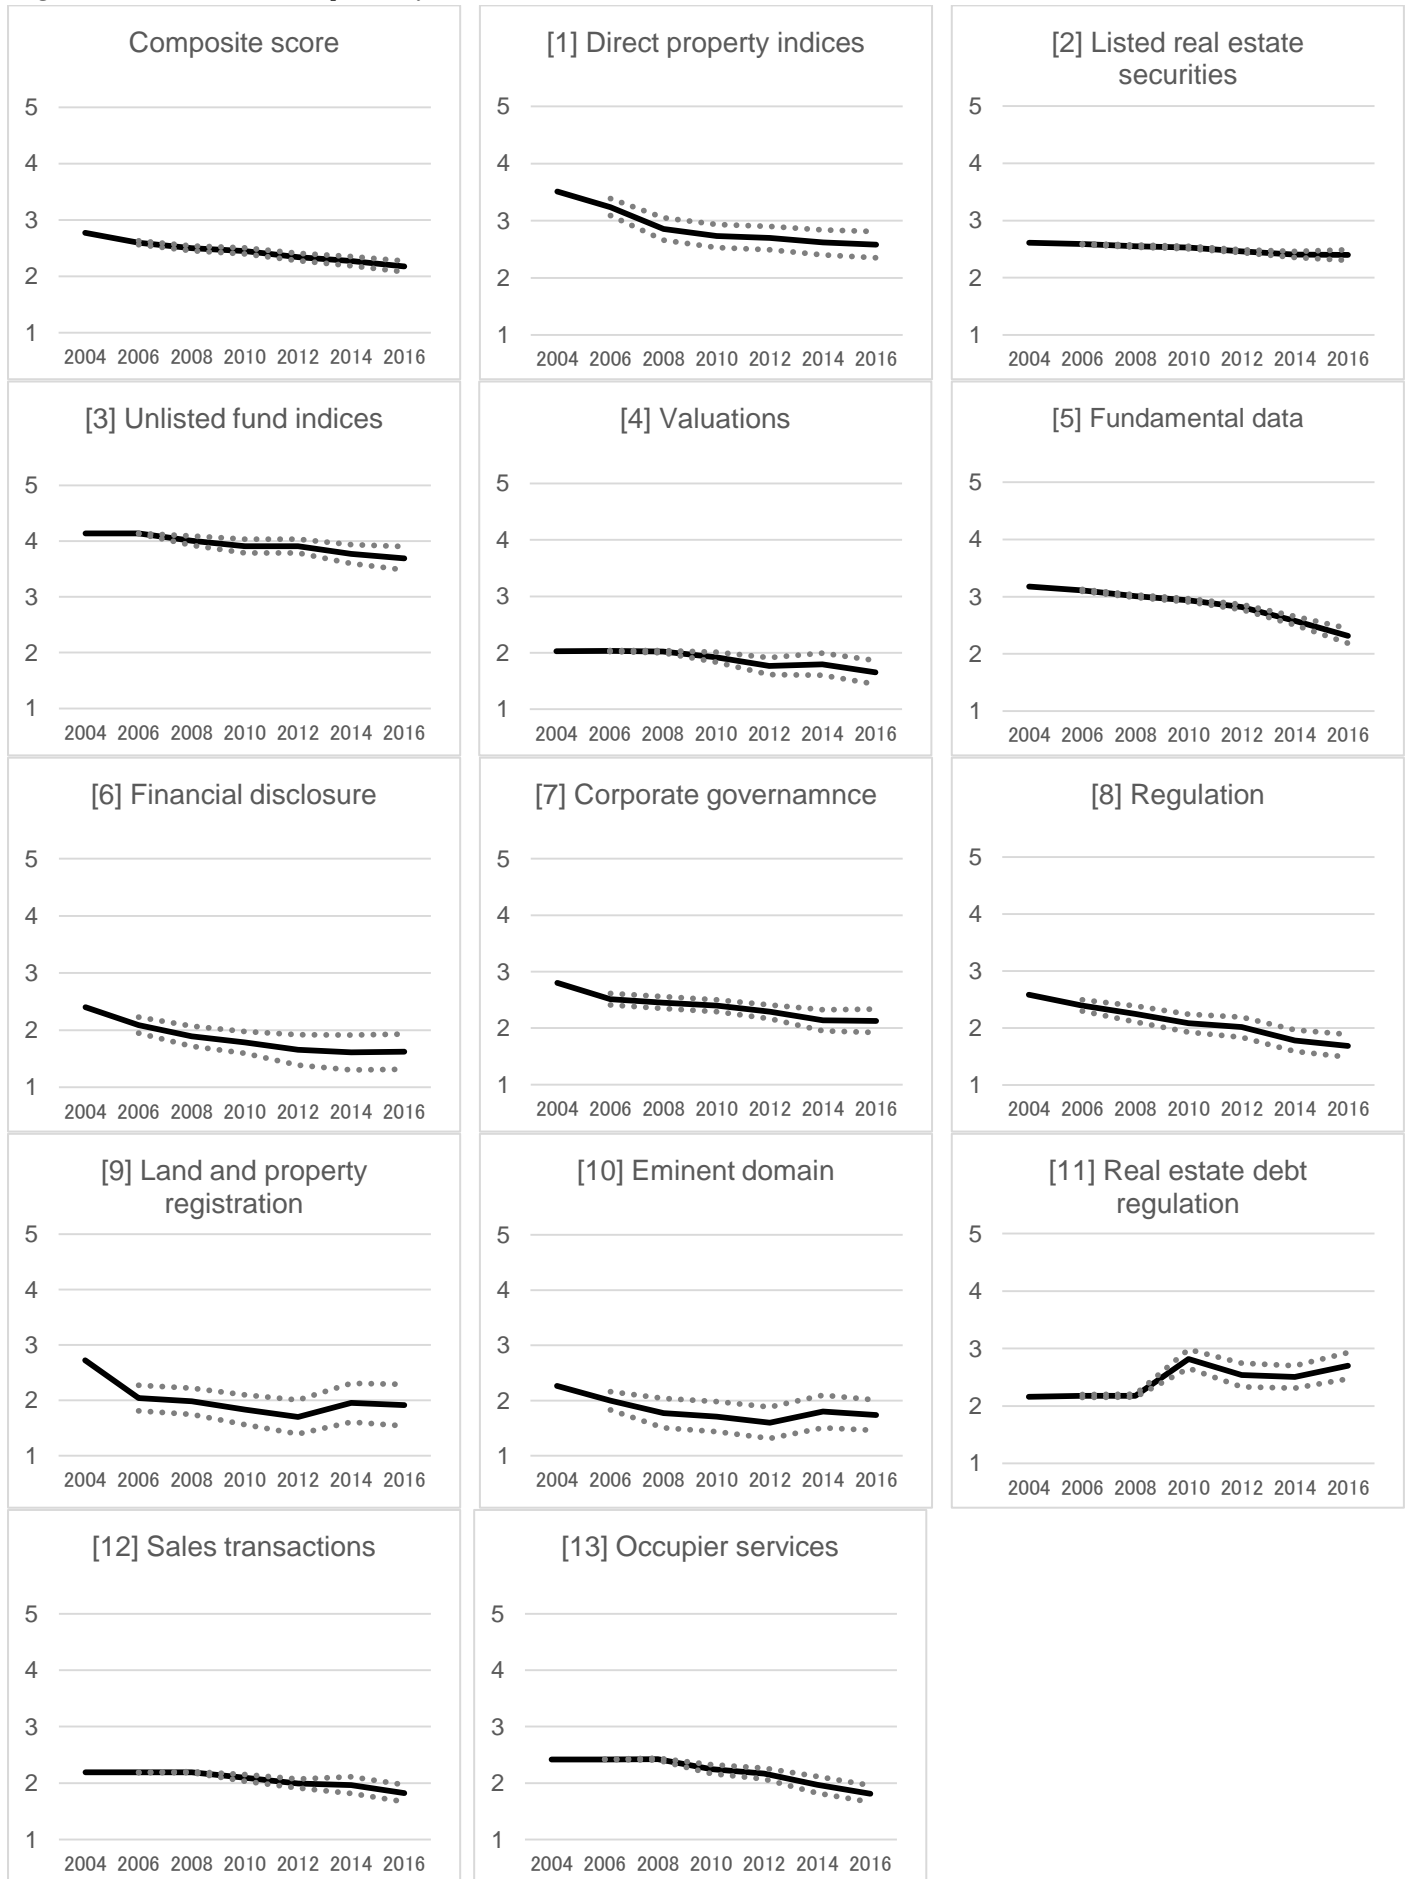 Composite score
5
4
3
2
1
2004 2006 2008 2010 2012 2014 2016
[1] Direct property indices
5
4
3
2
1
2004 2006 2008 2010 2012 2014 2016
[2] Listed real estate
securities
5
4
3
2
1
2004 2006 2008 2010 2012 2014 2016
[3] Unlisted fund indices
5
4
3
2
1
2004 2006 2008 2010 2012 2014 2016
[4] Valuations
5
4
3
2
1
2004 2006 2008 2010 2012 2014 2016
[5] Fundamental data
5
4
3
2
1
2004 2006 2008 2010 2012 2014 2016
[6] Financial disclosure
5
4
3
2
1
2004 2006 2008 2010 2012 2014 2016
[7] Corporate governamnce
5
4
3
2
1
2004 2006 2008 2010 2012 2014 2016
[8] Regulation
5
4
3
2
1
2004 2006 2008 2010 2012 2014 2016
[9] Land and property
registration
5
4
3
2
1
2004 2006 2008 2010 2012 2014 2016
[10] Eminent domain
5
4
3
2
1
2004 2006 2008 2010 2012 2014 2016
[11] Real estate debt
regulation
5
4
3
2
1
2004 2006 2008 2010 2012 2014 2016
[12] Sales transactions
5
4
3
2
1
2004 2006 2008 2010 2012 2014 2016
[13] Occupier services
5
4
3
2
1
2004 2006 2008 2010 2012 2014 2016